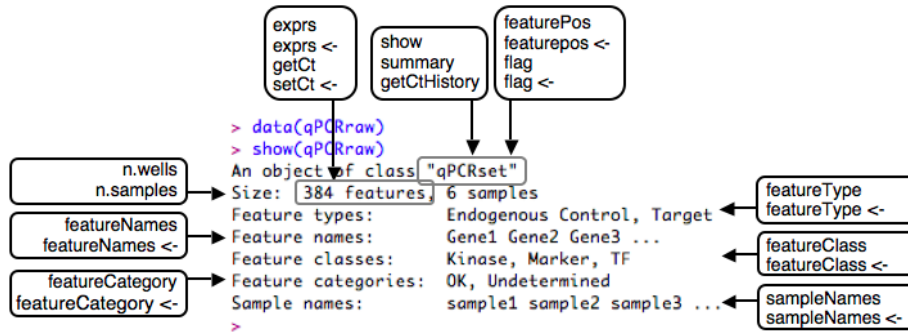 exprs
exprs <-
getCt
setCt <-
show
summary
getCtHistory
featurePos
featurepos <-
flag
flag <-
> data(qPCRraw)
> show(qPCRraw)
An object of class "qPCRset"
n.wells
n.samples
Size: 384 features, 6 samples
featureType
featureType <-
Feature types: Endogenous Control, Target
featureNames
featureNames <-
Feature names: Gene1 Gene2 Gene3 ...
featureClass
featureClass <-
Feature classes: Kinase, Marker, TF
featureCategory
featureCategory <-
Feature categories: OK, Undetermined
sampleNames
sampleNames <-
Sample names: sample1 sample2 sample3 ...
>